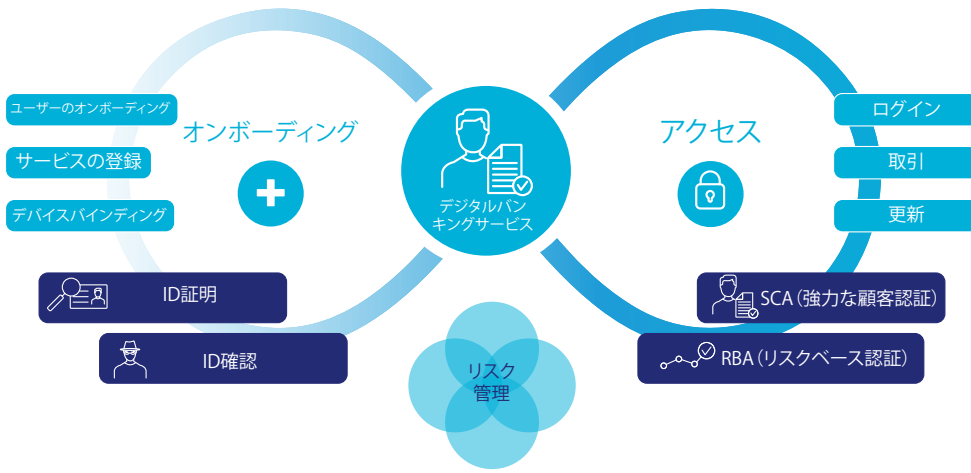 ユーザーのオンボーディング
サービスの登録
デバイスバインディング
オンボーディング
ID証明
ID確認
デジタルバン
キングサービス
リスク
管理
アクセス
ログイン
取引
更新
SCA（強力な顧客認証）
RBA（リスクベース認証）